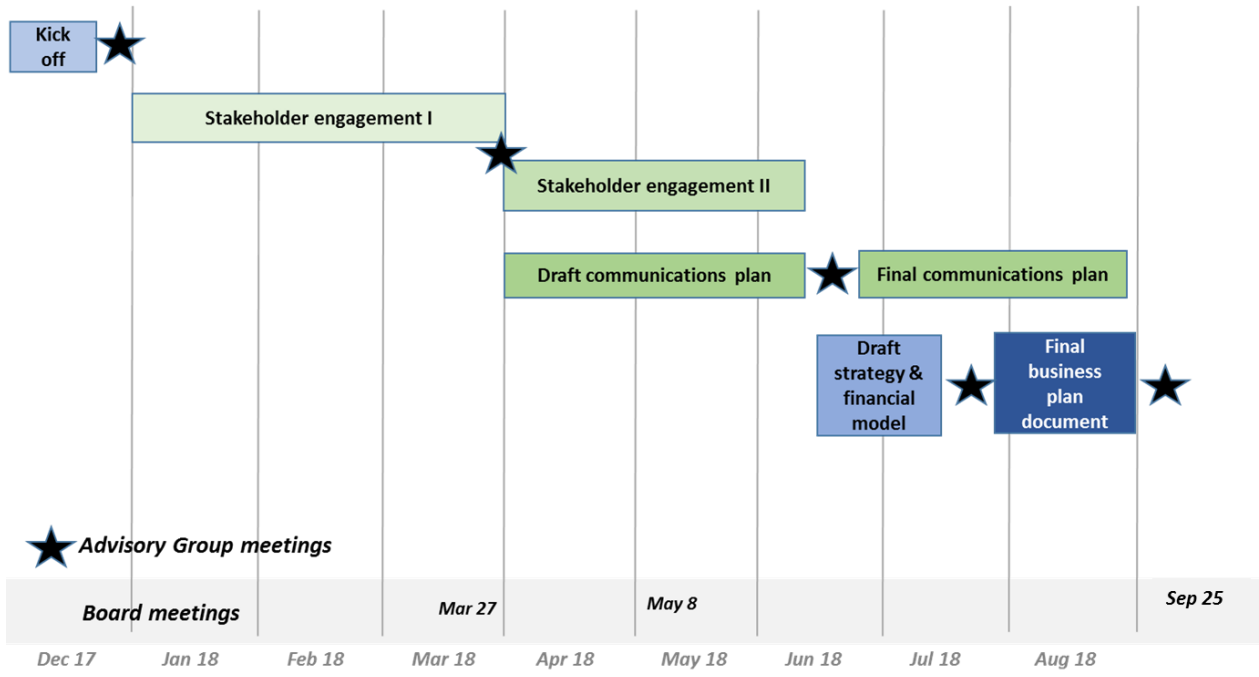 Kick
off
Stakeholder engagement I
Stakeholder engagement II
Draft communications plan
Final communications plan
Draft
strategy &
financial
model
Final
business
plan
document
Advisory Group meetings
Board meetings
Mar 27
May 8
Sep 25
Dec 17
Jan 18
Feb 18
Mar 18
Apr 18
May 18
Jun 18
Jul 18
Aug 18